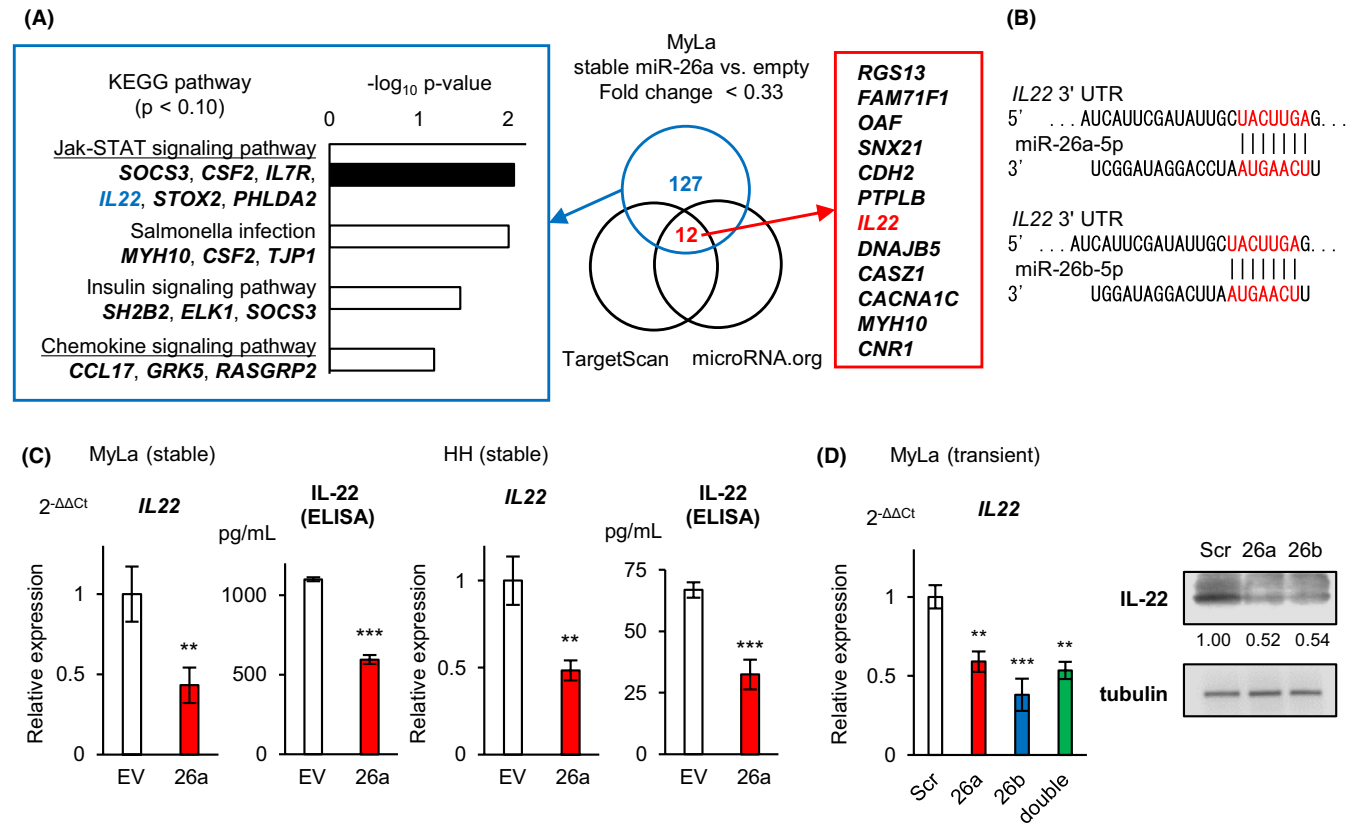 (A)
KEGG pathway
(p < 0.10)
-log10 p-value
0 1 2
Jak-STAT signaling pathway
SOCS3, CSF2, IL7R,
IL22, STOX2, PHLDA2
Salmonella infection
MYH10, CSF2, TJP1
Insulin signaling pathway
SH2B2, ELK1, SOCS3
Chemokine signaling pathway
CCL17, GRK5, RASGRP2
MyLa
stable miR-26a vs. empty
Fold change < 0.33
127
12
TargetScan microRNA.org
RGS13
FAM71F1
OAF
SNX21
CDH2
PTPLB
IL22
DNAJB5
CASZ1
CACNA1C
MYH10
CNR1
(B)
IL22 3' UTR
5' ...AUCAUUCGAUAUUGCUACUUGAG...
miR-26a-5p |||||||
3' UCGGAUAGGACCUAAUGAACUU
IL22 3' UTR
5' ...AUCAUUCGAUAUUGCUACUUGAG...
miR-26b-5p |||||||
3' UGGAUAGGACUUAAUGAACUU
(C) MyLa (stable)
2-ΔΔCt
IL22
Relative expression
1
0.5
0
**
EV 26a
IL-22
(ELISA)
pg/mL
1000
500
0
***
EV 26a
HH (stable)
IL22
Relative expression
1
0.5
0
**
EV 26a
IL-22
(ELISA)
pg/mL
75
50
25
0
***
EV 26a
(D) MyLa (transient)
2-ΔΔCt
IL22
Relative expression
1
0.5
0
** *** **
Scr 26a 26b double
Scr 26a 26b
IL-22
1.00 0.52 0.54
tubulin